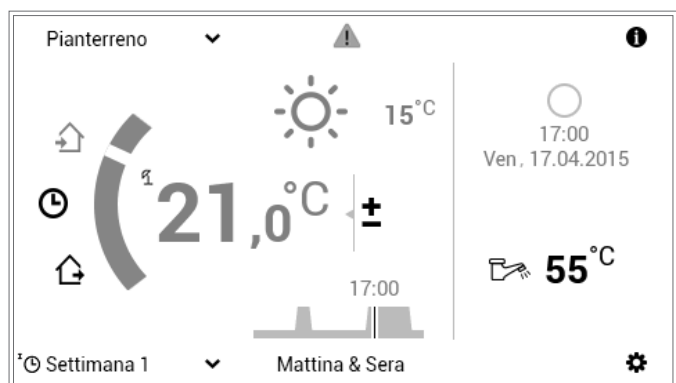 Pianterreno
15°C
17:00
Ven, 17.04.2015
21,0°C
±
55°C
17:00
Settimana 1
Mattina & Sera